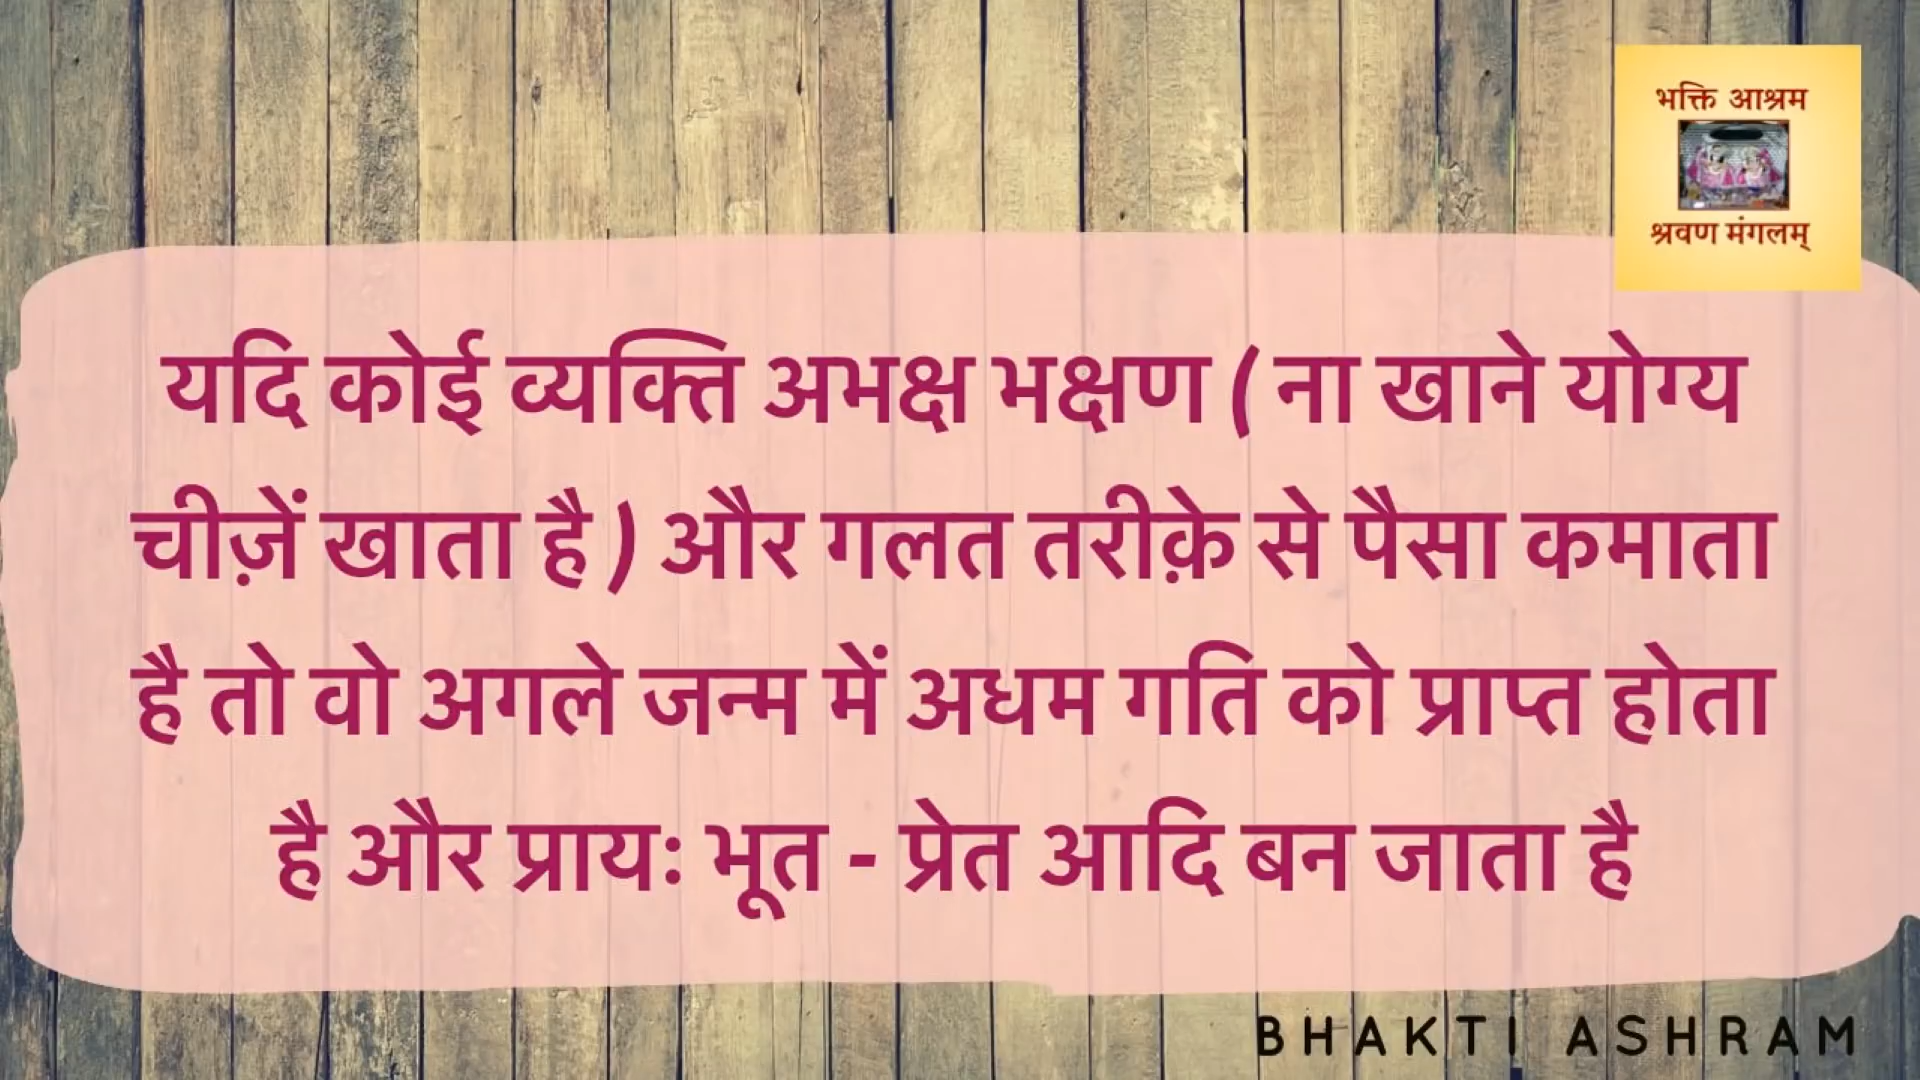 भक्ति आश्रम
श्रवण मंगलम्
यदि कोई व्यक्ति अभक्ष भक्षण ( ना खाने योग्य
चीज़ें खाता है ) और गलत तरीक़े से पैसा कमाता
है तो वो अगले जन्म में अधम गति को प्राप्त होता
है और प्रायः भूत - प्रेत आदि बन जाता है
BHAKTI ASHRAM